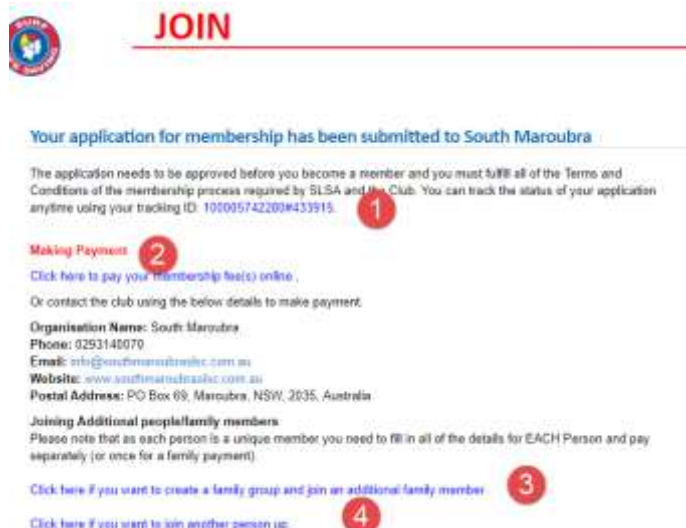 JOIN
Your application for membership has been submitted to South Maroubra
The application needs to be approved before you become a member and you must fulfill all of the Terms and
Conditions of the membership process required by SLSA and the Club. You can track the status of your application
anytime using your tracking ID: 100005742200#433915.
1
Making Payment
2
Click here to pay your membership fee(s) online .
Or contact the club using the below details to make payment.
Organisation Name: South Maroubra
Phone: 0293140070
Email: info@southmaroubraslsc.com.au
Website: www.southmaroubraslsc.com.au
Postal Address: PO Box 69, Maroubra, NSW, 2035, Australia
Joining Additional people/family members
Please note that as each person is a unique member you need to fill in all of the details for EACH Person and pay
separately (or once for a family payment)
Click here if you want to create a family group and join an additional family member
3
Click here if you want to join another person up
4